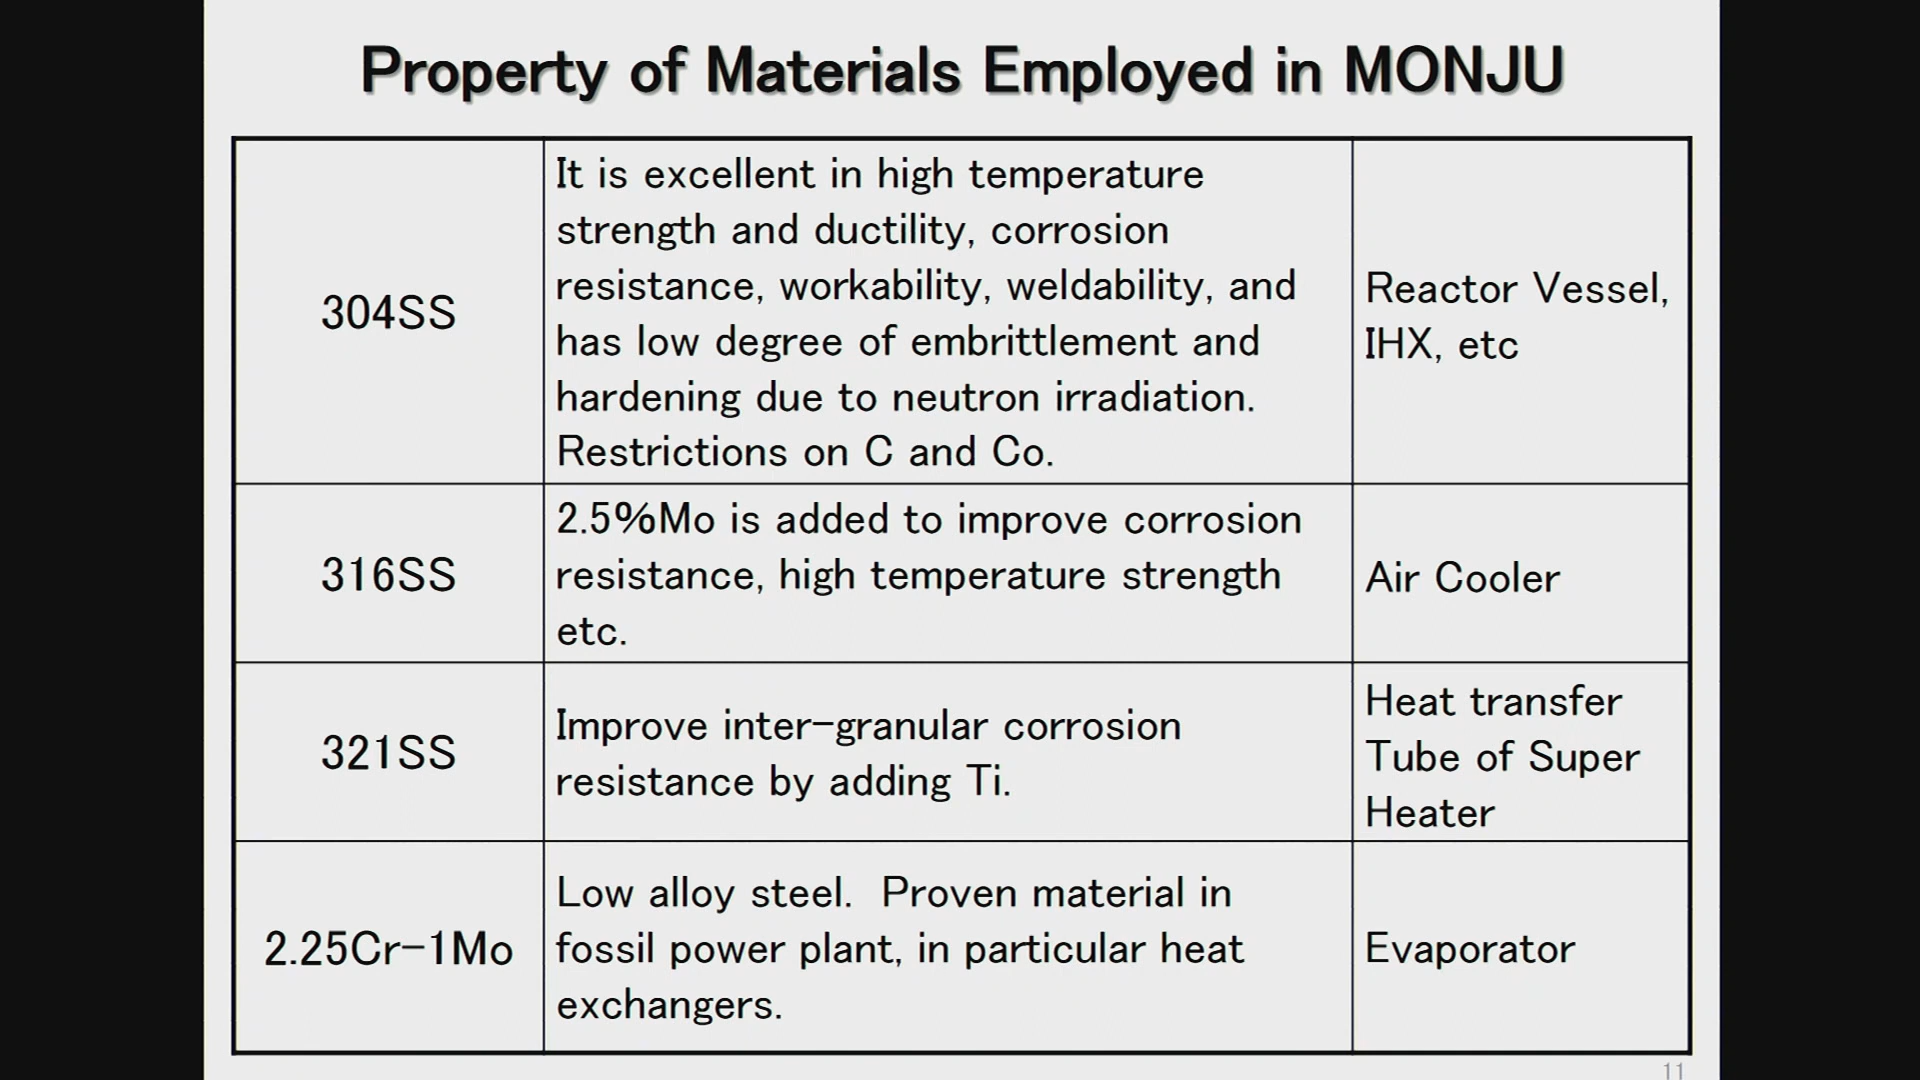 Property of Materials Employed in MONJU
304SS
It is excellent in high temperature
strength and ductility, corrosion
resistance, workability, weldability, and
has low degree of embrittlement and
hardening due to neutron irradiation.
Restrictions on C and Co.
Reactor Vessel,
IHX, etc
316SS
2.5%Mo is added to improve corrosion
resistance, high temperature strength
etc.
Air Cooler
321SS
Improve inter-granular corrosion
resistance by adding Ti.
Heat transfer
Tube of Super
Heater
2.25Cr-1Mo
Low alloy steel.  Proven material in
fossil power plant, in particular heat
exchangers.
Evaporator
11